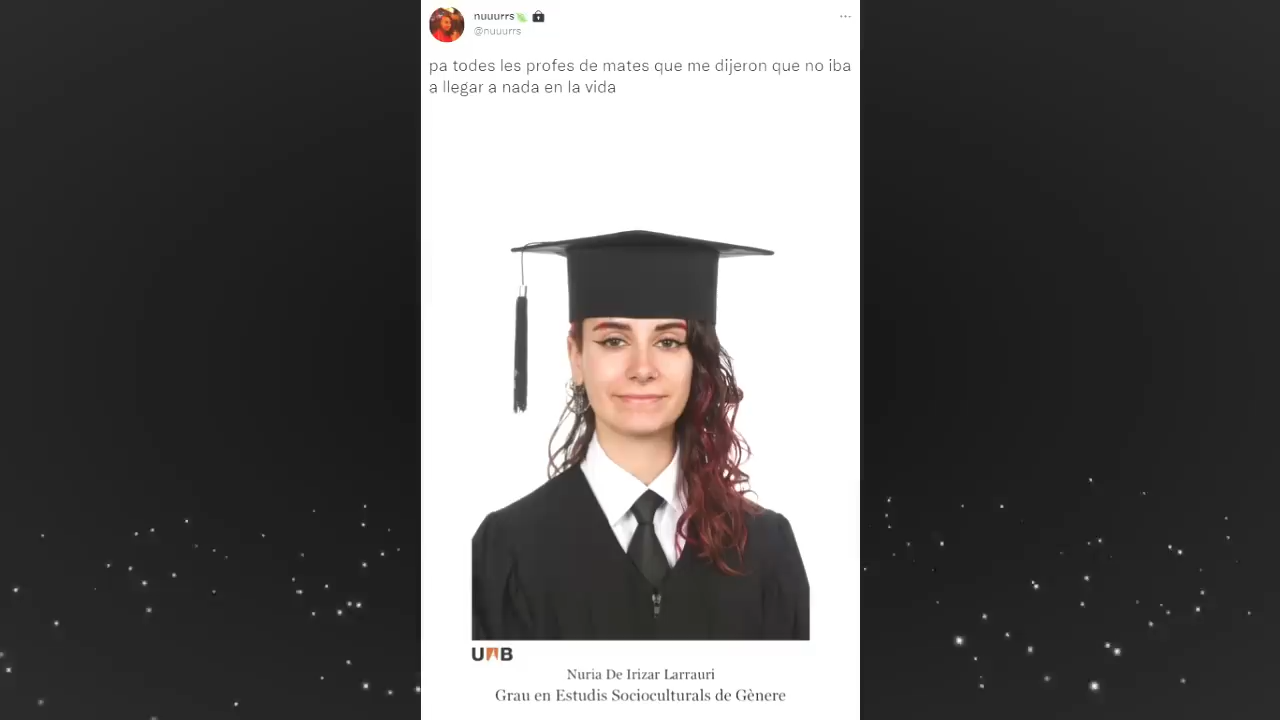 nuuurrs
@nuuurrs
pa todes les profes de mates que me dijeron que no iba
a llegar a nada en la vida
UAB
Nuria De Irizar Larrauri
Grau en Estudis Socioculturals de Gènere